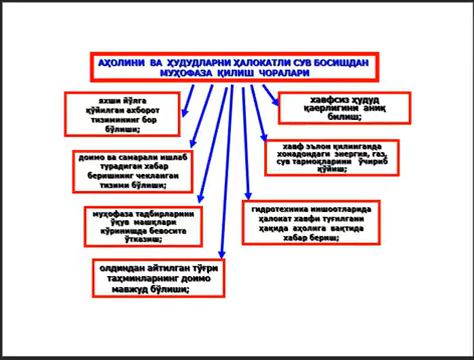 АҲОЛИНИ ВА ҲУДУДЛАРНИ ҲАЛОКАТЛИ СУВ БОСИШДАН
МУҲОФАЗА ҚИЛИШ ЧОРАЛАРИ
яхши йўлга
қўйилган ахборот
тизимининг бор
бўлиши;
хавфсиз ҳудуд
қаерлигини аниқ
билиш;
доимо ва самарали ишлаб
турадиган хабар
беришнинг чекланган
тизими бўлиши;
хавф эълон қилинганда
хонадондаги энергия, газ,
сув тармоқларини ўчириб
қўйиш;
муҳофаза тадбирларини
ўқув машқлари
кўринишда бевосита
ўтказиш;
гидротехника иншоотларида
ҳалокат хавфи туғилгани
ҳақида аҳолига вақтида
хабар бериш;
олдиндан айтилган тўғри
таҳминларнинг доимо
мавжуд бўлиши;